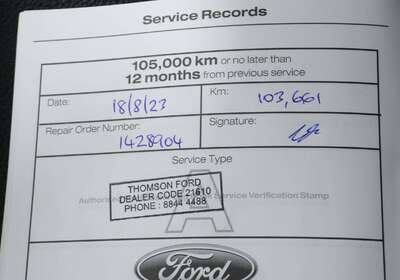 Service Records
105,000 km or no later than
12 months from previous service
Date: 18/8/23 Km: 103,661
Repair Order Number: 1428904 Signature:
Service Type
A
THOMSON FORD
DEALER CODE 21610
PHONE : 8844 4488
Service Verification Stamp
Ford